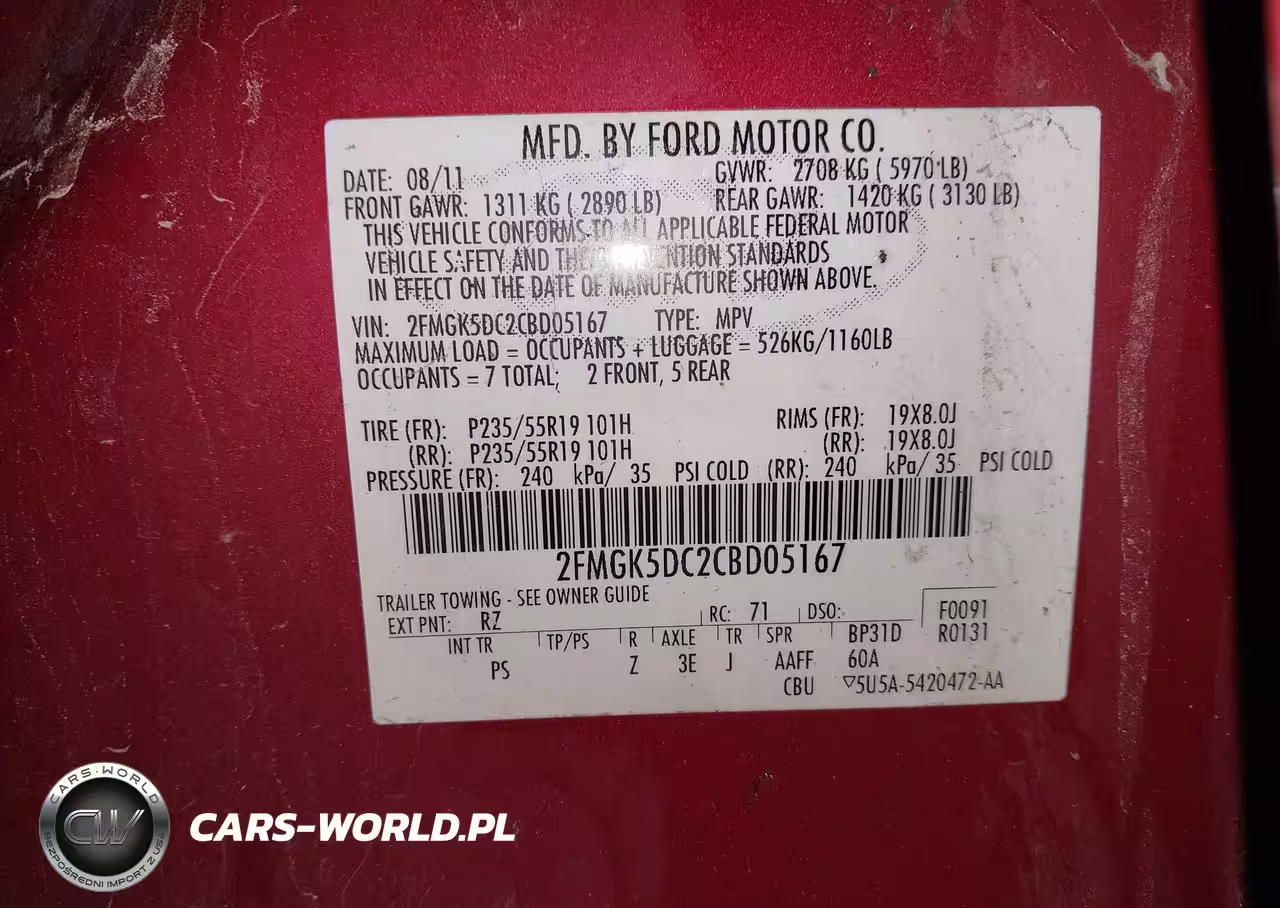 MFD. BY FORD MOTOR CO.
DATE: 08/11 GVWR: 2708 KG ( 5970 LB)
FRONT GAWR: 1311 KG ( 2890 LB) REAR GAWR: 1420 KG ( 3130 LB)
THIS VEHICLE CONFORMS TO ALL APPLICABLE FEDERAL MOTOR
VEHICLE SAFETY AND STANDARDS
IN EFFECT ON THE DATE OF MANUFACTURE SHOWN ABOVE.
VIN: 2FMGK5DC2CBD05167 TYPE: MPV
MAXIMUM LOAD = OCCUPANTS + LUGGAGE = 526KG/1160LB
OCCUPANTS = 7 TOTAL; 2 FRONT, 5 REAR
TIRE (FR): P235/55R19 101H RIMS (FR): 19X8.0J
(RR): P235/55R19 101H (RR): 19X8.0J
PRESSURE (FR): 240 kPa/ 35 PSI COLD (RR): 240 kPa/ 35 PSI COLD
2FMGK5DC2CBD05167
TRAILER TOWING - SEE OWNER GUIDE
EXT PNT: RZ RC: 71 DSO: F0091
INT TR TP/PS R AXLE TR SPR BP31D R0131
PS Z 3E J AAFF 60A
CBU ▽5U5A-5420472-AA
CARS-WORLD
CW
BEZPOŚREDNI IMPORT Z USA
CARS-WORLD.PL